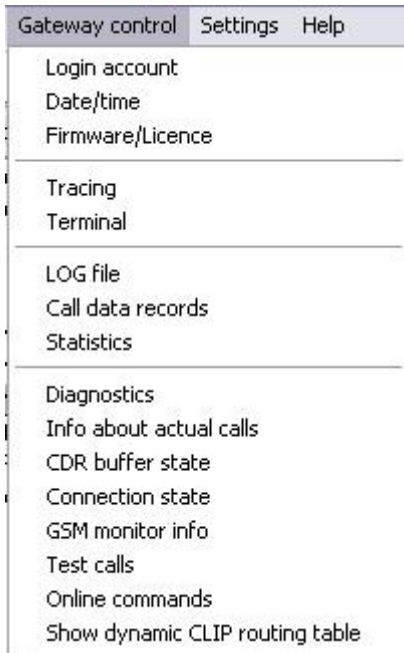 Gateway control Settings Help
Login account
Date/time
Firmware/Licence
Tracing
Terminal
LOG file
Call data records
Statistics
Diagnostics
Info about actual calls
CDR buffer state
Connection state
GSM monitor info
Test calls
Online commands
Show dynamic CLIP routing table